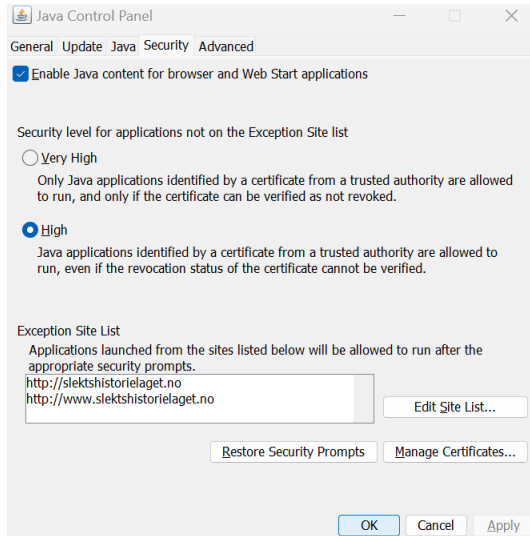 Java Control Panel
General Update Java Security Advanced
Enable Java content for browser and Web Start applications
Security level for applications not on the Exception Site list
Very High
Only Java applications identified by a certificate from a trusted authority are allowed
to run, and only if the certificate can be verified as not revoked.
High
Java applications identified by a certificate from a trusted authority are allowed to
run, even if the revocation status of the certificate cannot be verified.
Exception Site List
Applications launched from the sites listed below will be allowed to run after the
appropriate security prompts.
http://slektshistorielaget.no
http://www.slektshistorielaget.no
Edit Site List...
Restore Security Prompts Manage Certificates...
OK Cancel Apply